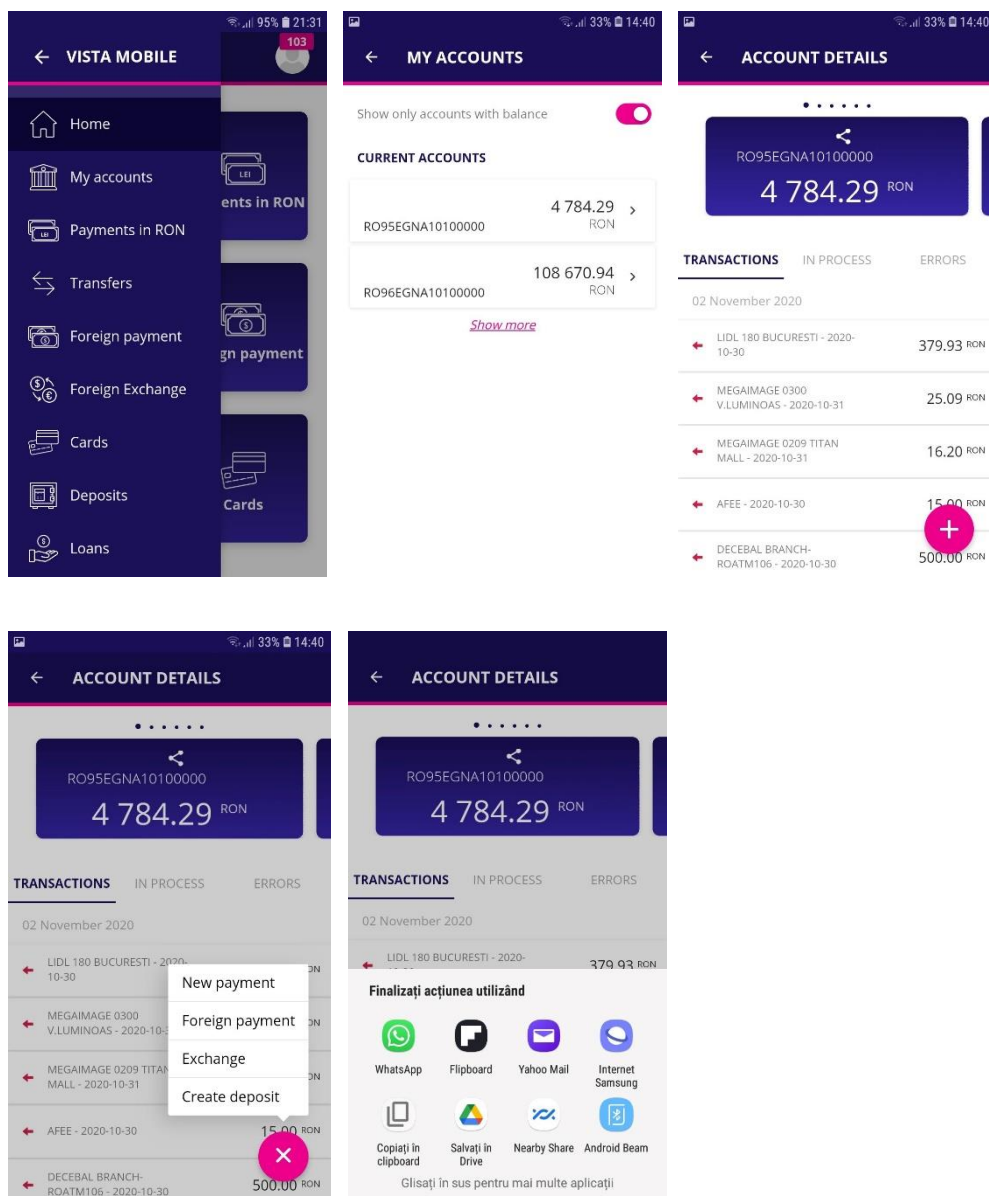 95% 21:31
VISTA MOBILE
103
Home
My accounts
Payments in RON
Transfers
Foreign payment
Foreign Exchange
Cards
Deposits
Loans
LEI
ents in RON
gn payment
Cards
33% 14:40
MY ACCOUNTS
Show only accounts with balance
CURRENT ACCOUNTS
4 784.29
RO95EGNA10100000 RON
108 670.94
RO96EGNA10100000 RON
Show more
33% 14:40
ACCOUNT DETAILS
RO95EGNA10100000
4 784.29 RON
TRANSACTIONS IN PROCESS ERRORS
02 November 2020
LIDL 180 BUCURESTI - 2020-
10-30
379.93 RON
MEGAIMAGE 0300
V.LUMINOAS - 2020-10-31
25.09 RON
MEGAIMAGE 0209 TITAN
MALL - 2020-10-31
16.20 RON
AFEE - 2020-10-30
15.00 RON
DECEBAL BRANCH-
ROATM106 - 2020-10-30
500.00 RON
33% 14:40
ACCOUNT DETAILS
RO95EGNA10100000
4 784.29 RON
TRANSACTIONS IN PROCESS ERRORS
02 November 2020
LIDL 180 BUCURESTI - 2020-
10-30
MEGAIMAGE 0300
V.LUMINOAS - 2020-10-
MEGAIMAGE 0209 TITAN
MALL - 2020-10-31
New payment
Foreign payment
Exchange
Create deposit
AFEE - 2020-10-30
15.00 RON
DECEBAL BRANCH-
ROATM106 - 2020-10-30
500.00 RON
ACCOUNT DETAILS
RO95EGNA10100000
4 784.29 RON
TRANSACTIONS IN PROCESS ERRORS
02 November 2020
LIDL 180 BUCURESTI - 2020-
379.93 RON
Finalizați acțiunea utilizând
WhatsApp Flipboard Yahoo Mail Internet
Samsung
Copiați în Salvați în Nearby Share Android Beam
clipboard Drive
Glisați în sus pentru mai multe aplicații